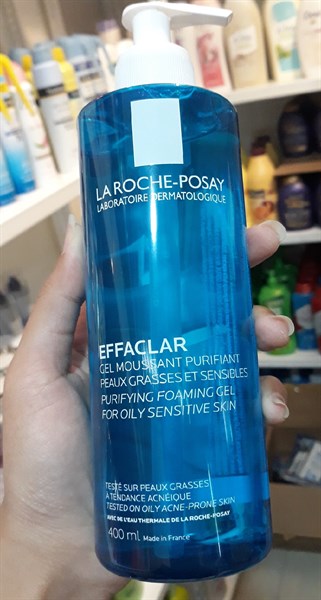 LA ROCHE-POSAY
LABORATOIRE DERMATOLOGIQUE
EFFACLAR
GEL MOUSSANT PURIFIANT
PEAUX GRASSES ET SENSIBLES
PURIFYING FOAMING GEL
FOR OILY SENSITIVE SKIN
TESTÉ SUR PEAUX GRASSES
À TENDANCE ACNÉIQUE
TESTED ON OILY ACNE-PRONE SKIN
AVEC DE L'EAU THERMALE DE LA ROCHE-POSAY
400 ml Made in France